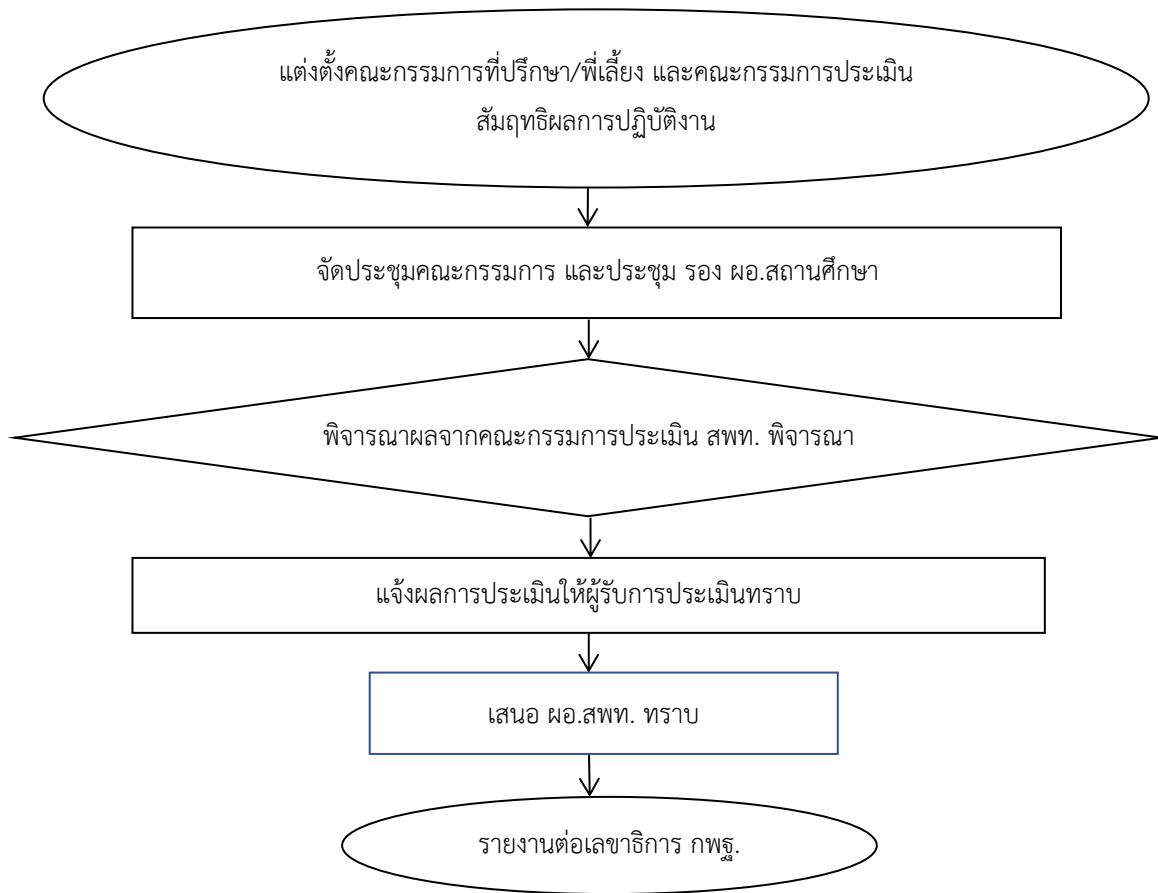 แต่งตั้งคณะกรรมการที่ปรึกษา/พี่เลี้ยง และคณะกรรมการประเมิน
สัมฤทธิผลการปฏิบัติงาน
จัดประชุมคณะกรรมการ และประชุม รอง ผอ.สถานศึกษา
พิจารณาผลจากคณะกรรมการประเมิน สพท. พิจารณา
แจ้งผลการประเมินให้ผู้รับการประเมินทราบ
เสนอ ผอ.สพท. ทราบ
รายงานต่อเลขาธิการ กพฐ.